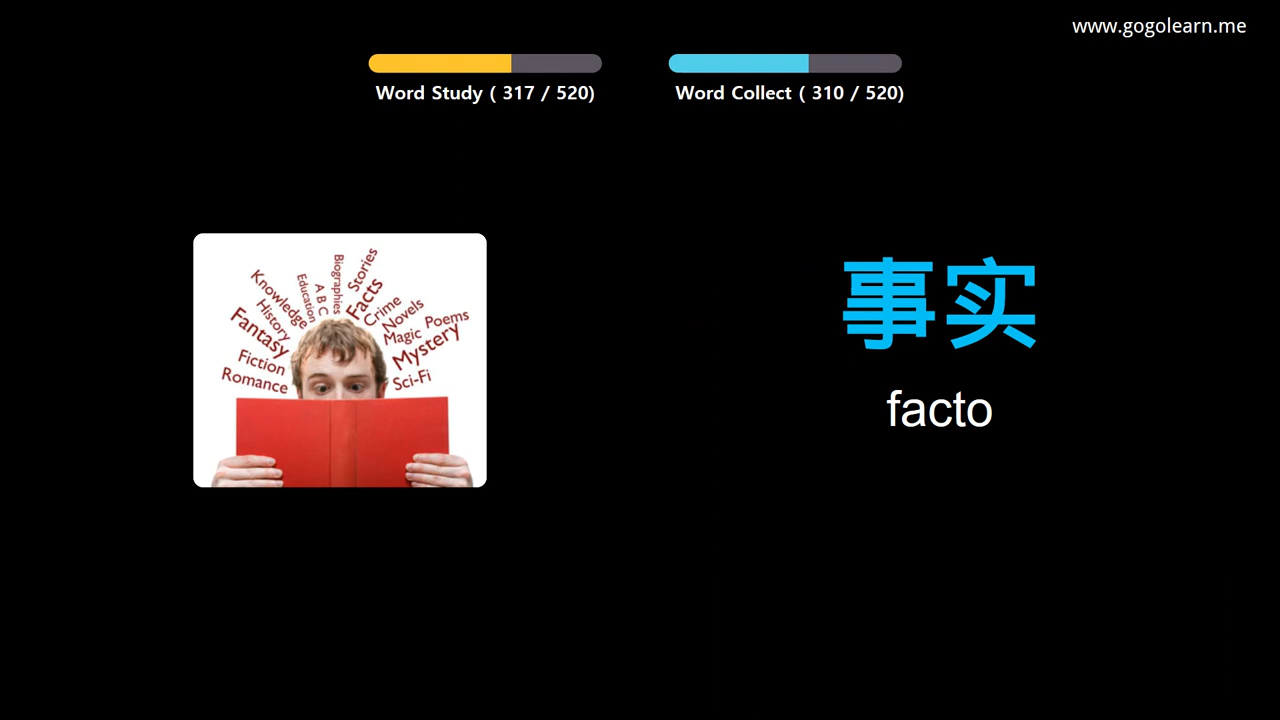 www.gogolearn.me
Word Study ( 317 / 520)
Word Collect ( 310 / 520)
事实
facto
Knowledge
History
Fantasy
Fiction
Romance
Education
A B C
Biographies
Stories
Facts
Crime
Novels
Magic
Poems
Mystery
Sci-Fi